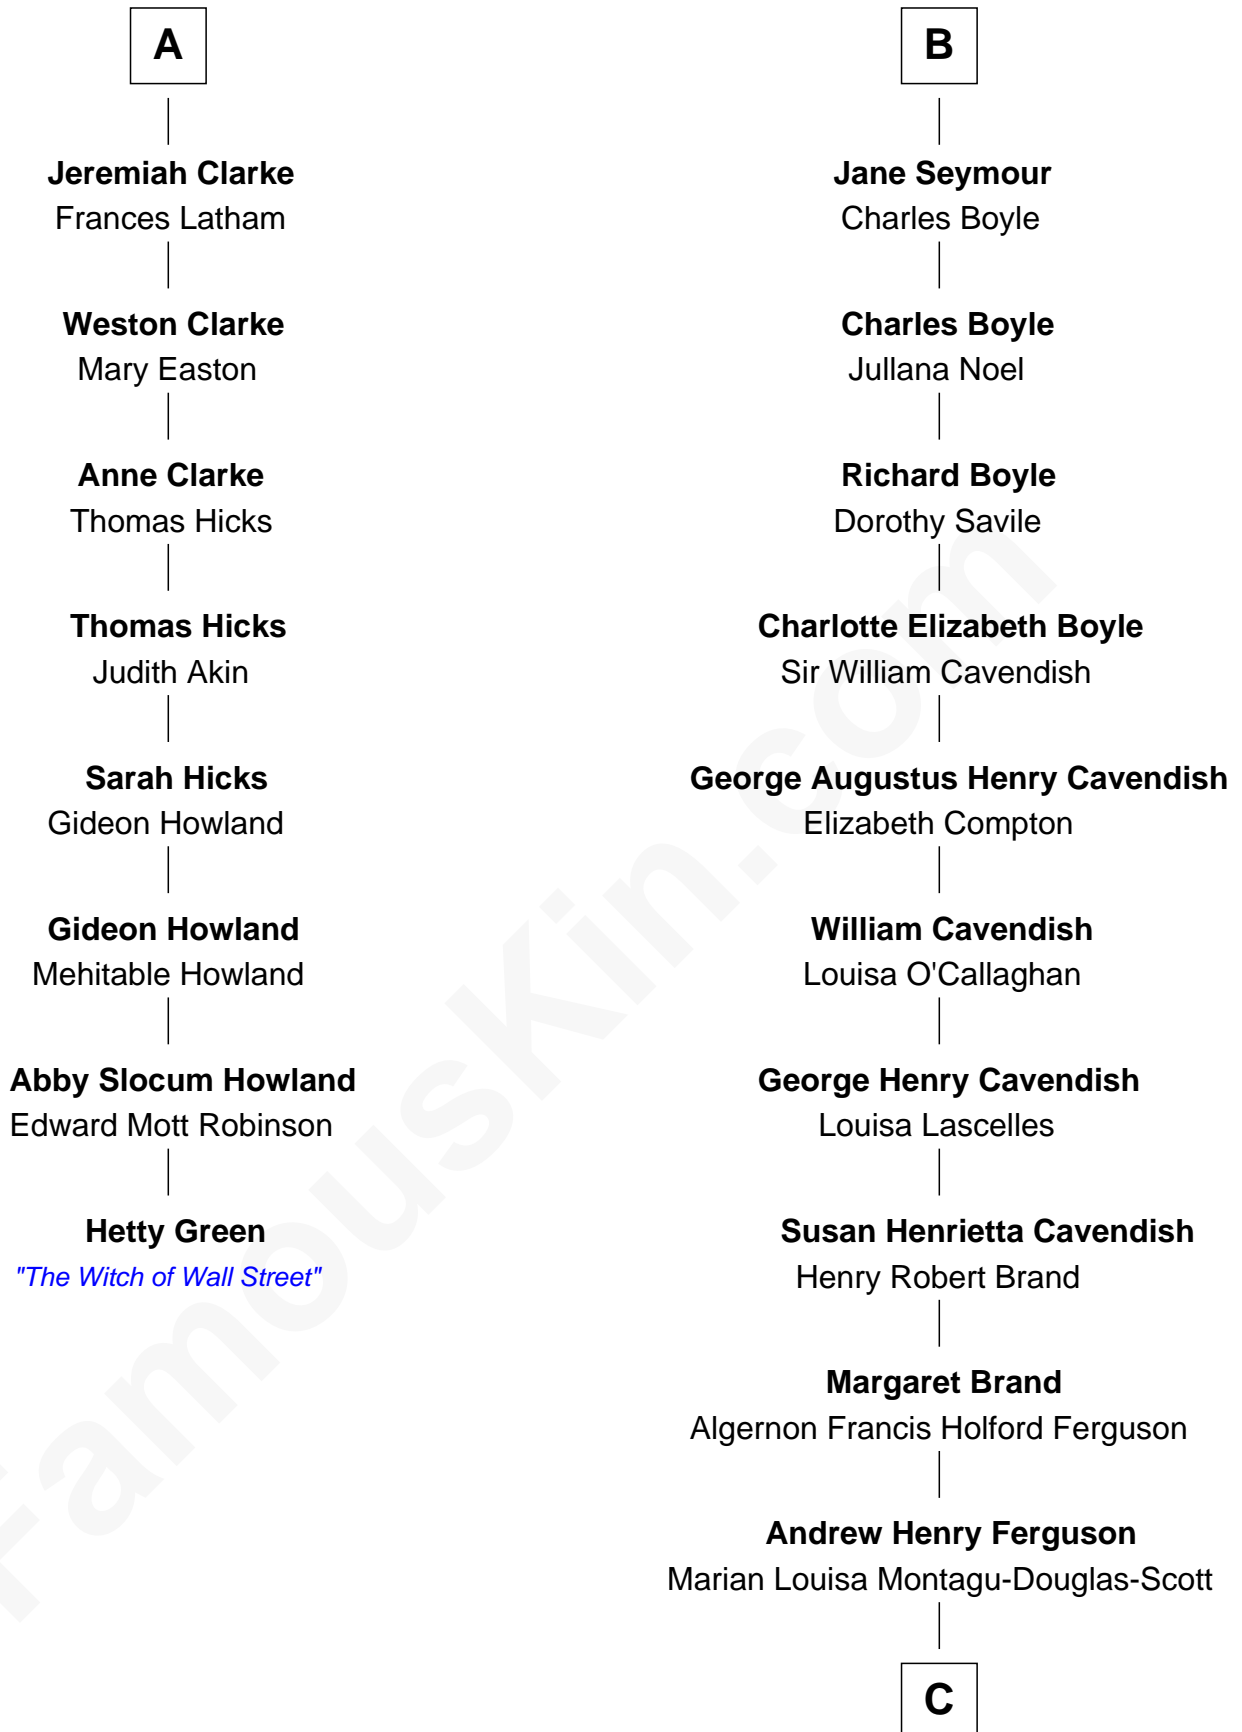 A
Jeremiah Clarke
Frances Latham
Weston Clarke
Mary Easton
Anne Clarke
Thomas Hicks
Thomas Hicks
Judith Akin
Sarah Hicks
Gideon Howland
Gideon Howland
Mehitable Howland
Abby Slocum Howland
Edward Mott Robinson
Hetty Green
"The Witch of Wall Street"
B
Jane Seymour
Charles Boyle
Charles Boyle
Jullana Noel
Richard Boyle
Dorothy Savile
Charlotte Elizabeth Boyle
Sir William Cavendish
George Augustus Henry Cavendish
Elizabeth Compton
William Cavendish
Louisa O'Callaghan
George Henry Cavendish
Louisa Lascelles
Susan Henrietta Cavendish
Henry Robert Brand
Margaret Brand
Algernon Francis Holford Ferguson
Andrew Henry Ferguson
Marian Louisa Montagu-Douglas-Scott
C
FamousKin.com